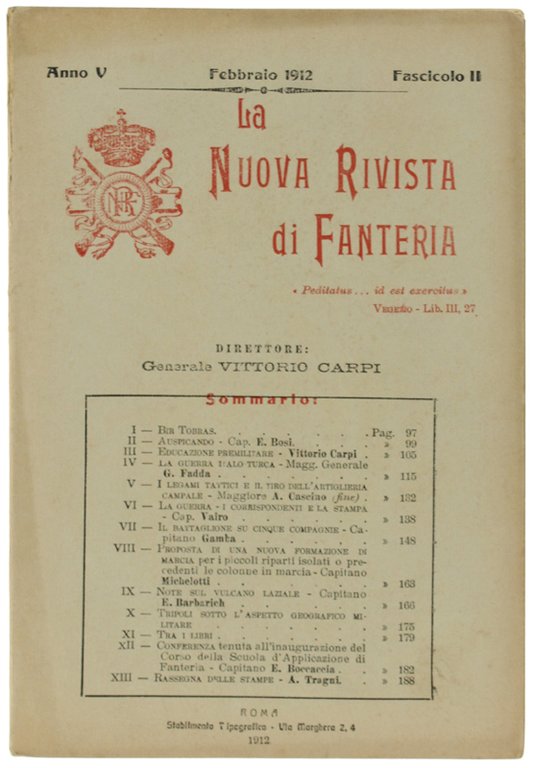 Anno V Febbraio 1912 Fascicolo II
La
NUOVA RIVISTA
di FANTERIA
« Peditatus... id est exercitus »
VEGEZIO - Lib. III, 27
DIRETTORE:
Generale VITTORIO CARPI
Sommario:
I — BIR TOBRAS. . . . . . . Pag. 97
II — AUSPICANDO - Cap. E. Bosi. . . . . » 99
III — EDUCAZIONE PREMILITARE - Vittorio Carpi . » 105
IV — LA GUERRA ITALO TURCA - Magg. Generale
G. Fadda . . . . . . . » 115
V — I LEGAMI TATTICI E IL TIRO DELL'ARTIGLIERIA
CAMPALE - Maggiore A. Cascino (fine) . » 132
VI — LA GUERRA - I CORRISPONDENTI E LA STAMPA
- Cap. Vairo . . . . . . » 138
VII — IL BATTAGLIONE SU CINQUE COMPAGNIE - Ca-
pitano Gamba . . . . . . » 148
VIII — PROPOSTA DI UNA NUOVA FORMAZIONE DI
MARCIA per i piccoli riparti isolati o pre-
cedenti le colonne in marcia - Capitano
Michelotti . . . . . . . » 163
IX — NOTE SUL VULCANO LAZIALE - Capitano
E. Barbarich . . . . . . » 166
X — TRIPOLI SOTTO L'ASPETTO GEOGRAFICO MI-
LITARE . . . . . . . » 175
XI — TRA I LIBRI . . . . . . . » 179
XII — CONFERENZA tenuta all'inaugurazione del
Corso della Scuola d'Applicazione di
Fanteria - Capitano E. Boccaccia . . » 182
XIII — RASSEGNA DELLE STAMPE - A. Tragni. . » 188
ROMA
Stabilimento Tipografico - Via Marghera 2, 4
1912